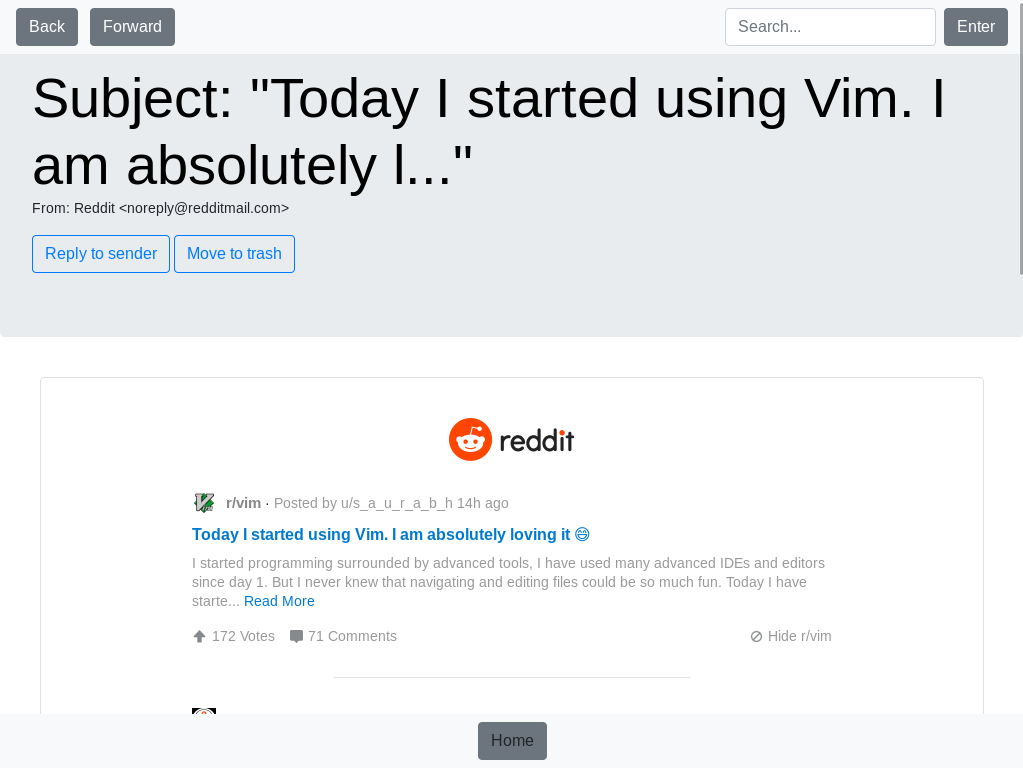 Back Forward Enter
Search...
Subject: "Today I started using Vim. I
am absolutely l..."
From: Reddit <noreply@redditmail.com>
Reply to sender Move to trash
reddit
r/vim · Posted by u/s_a_u_r_a_b_h 14h ago
Today I started using Vim. I am absolutely loving it 😄
I started programming surrounded by advanced tools, I have used many advanced IDEs and editors
since day 1. But I never knew that navigating and editing files could be so much fun. Today I have
starte... Read More
172 Votes 71 Comments Hide r/vim
Home